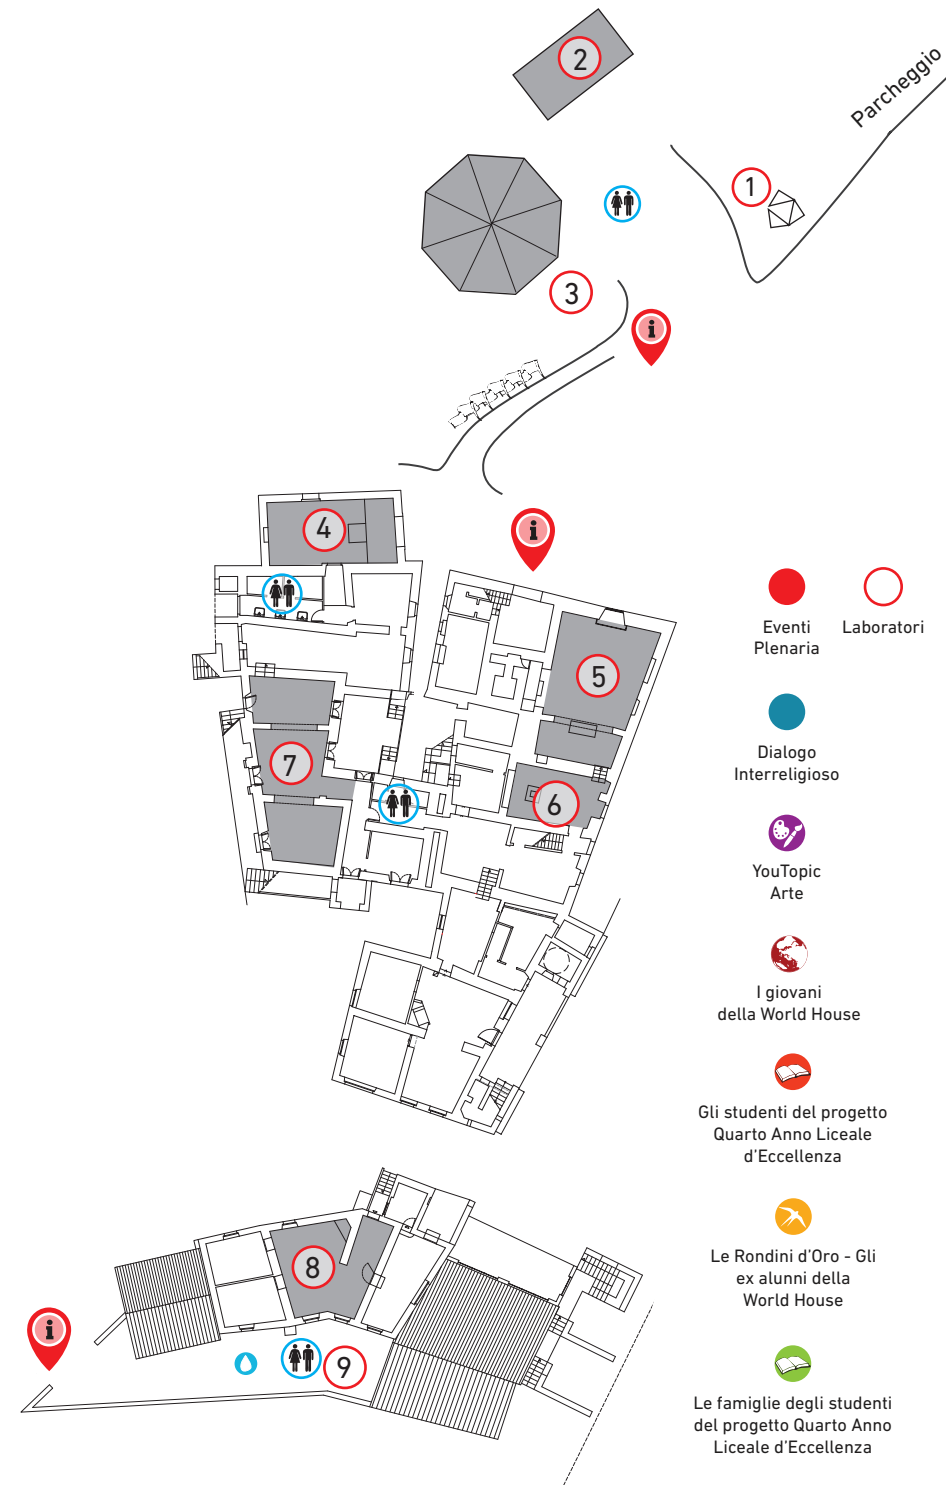 2
Parcheggio
1
3
i
4
i
5
7
6
8
i
9
Eventi
Plenaria
Laboratori
Dialogo
Interreligioso
YouTopic
Arte
I giovani
della World House
Gli studenti del progetto
Quarto Anno Liceale
d’Eccellenza
Le Rondini d’Oro - Gli
ex alunni della
World House
Le famiglie degli studenti
del progetto Quarto Anno
Liceale d’Eccellenza